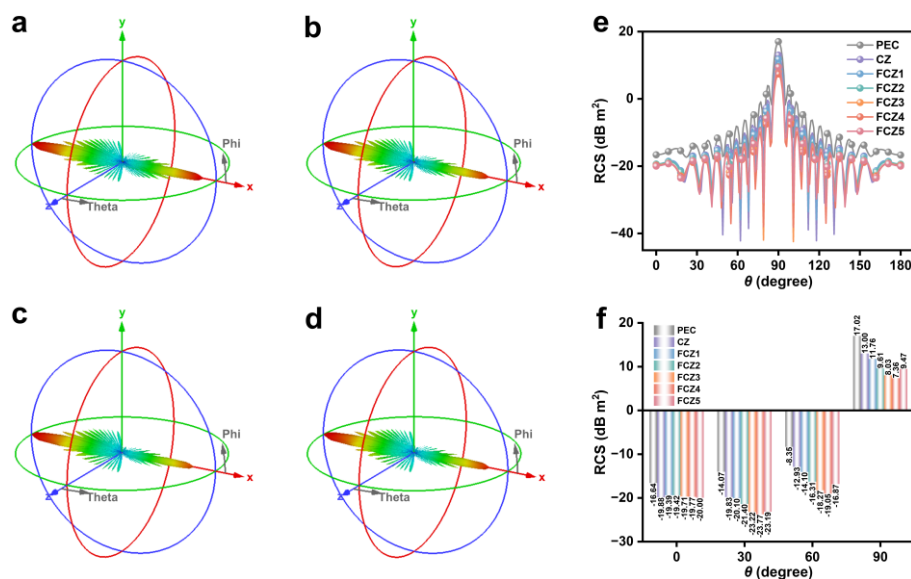 a
y
Phi
x
z
Theta
b
y
Phi
x
z
Theta
c
y
Phi
x
z
Theta
d
y
Phi
x
z
Theta
e
RCS (dB m²)
20
0
−20
−40
PEC
CZ
FCZ1
FCZ2
FCZ3
FCZ4
FCZ5
0 30 60 90 120 150 180
θ (degree)
f
RCS (dB m²)
20
10
0
−10
−20
−30
PEC
CZ
FCZ1
FCZ2
FCZ3
FCZ4
FCZ5
-16.64
-19.88
-19.39
-19.42
-19.71
-19.77
-20.00
-14.07
-19.83
-20.10
-21.40
-23.22
-23.77
-23.19
-8.35
-12.93
-14.10
-16.31
-18.27
-19.05
-16.87
17.02
13.00
11.76
9.61
8.03
7.36
9.47
0 30 60 90
θ (degree)